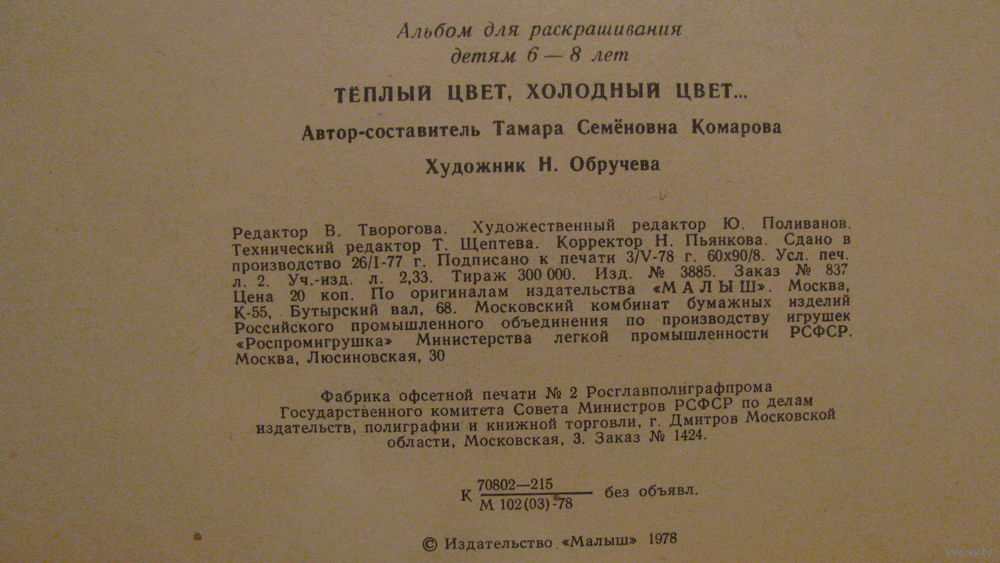 Альбом для раскрашивания
детям 6 — 8 лет
ТЁПЛЫЙ ЦВЕТ, ХОЛОДНЫЙ ЦВЕТ...
Автор-составитель Тамара Семёновна Комарова
Художник Н. Обручева
Редактор В. Творогова. Художественный редактор Ю. Поливанов.
Технический редактор Т. Щептева. Корректор Н. Пьянкова. Сдано в
производство 26/I-77 г. Подписано к печати 3/V-78 г. 60х90/8. Усл. печ.
л. 2. Уч.-изд. л. 2,33. Тираж 300 000. Изд. № 3885. Заказ № 837
Цена 20 коп. По оригиналам издательства «МАЛЫШ». Москва,
К-55, Бутырский вал, 68. Московский комбинат бумажных изделий
Российского промышленного объединения по производству игрушек
«Роспромигрушка» Министерства легкой промышленности РСФСР.
Москва, Люсиновская, 30
Фабрика офсетной печати № 2 Росглавполиграфпрома
Государственного комитета Совета Министров РСФСР по делам
издательств, полиграфии и книжной торговли, г. Дмитров Московской
области, Московская, 3. Заказ № 1424.
70802—215
К без объявл.
М 102(03)-78
© Издательство «Малыш» 1978
www.ay.by